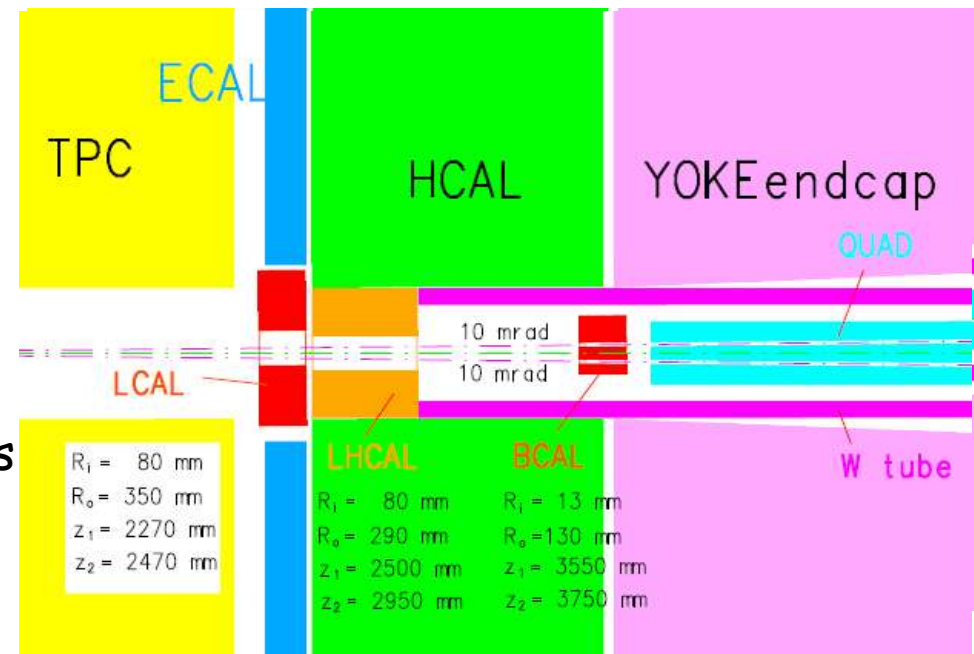 ECAL
TPC
HCAL
YOKEendcap
QUAD
10 mrad
10 mrad
LCAL
LHCAL
BCAL
W tube
s
Ri = 80 mm
Ro = 350 mm
z1 = 2270 mm
z2 = 2470 mm
Ri = 80 mm
Ro = 290 mm
z1 = 2500 mm
z2 = 2950 mm
Ri = 13 mm
Ro =130 mm
z1 = 3550 mm
z2 = 3750 mm